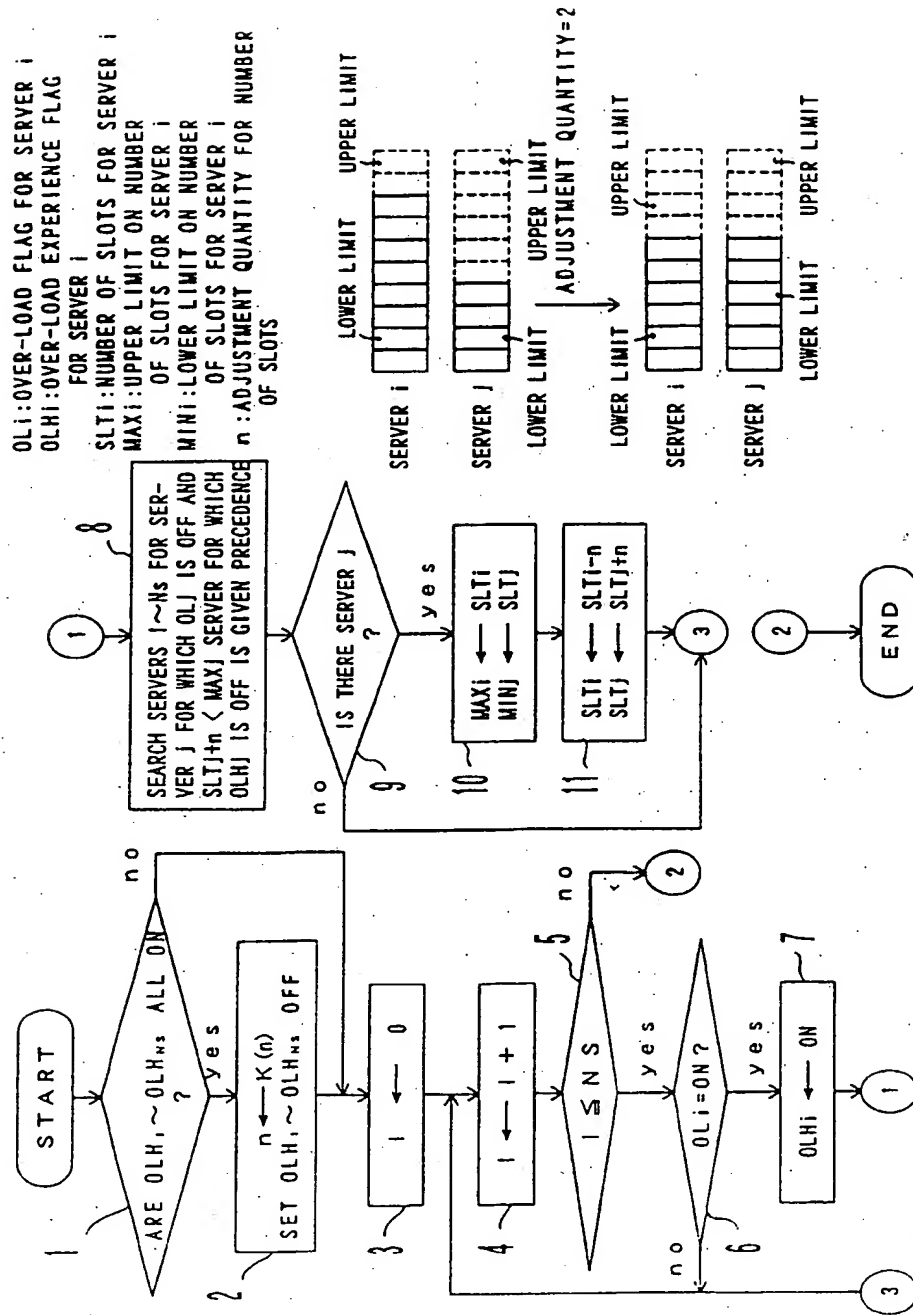 START
1
ARE OLH₁~OLH_NS ALL ON
?
no
yes
2
n ← K(n)
SET OLH₁~OLH_NS OFF
3
I ← 0
4
I ← I + 1
5
I ≤ N S
no
2
yes
6
OLi=ON?
no
yes
7
OLHi ← ON
1
3
1
8
SEARCH SERVERS 1~Ns FOR SER-
VER j FOR WHICH OLj IS OFF AND
SLTj+n < MAXj SERVER FOR WHICH
OLHj IS OFF IS GIVEN PRECEDENCE
9
IS THERE SERVER j
?
no
yes
10
MAXi ← SLTi
MINj ← SLTj
11
SLTi ← SLTi-n
SLTj ← SLTj+n
3
2
END
OLi:OVER-LOAD FLAG FOR SERVER i
OLHi:OVER-LOAD EXPERIENCE FLAG
FOR SERVER i
SLTi:NUMBER OF SLOTS FOR SERVER i
MAXi:UPPER LIMIT ON NUMBER
OF SLOTS FOR SERVER i
MINi:LOWER LIMIT ON NUMBER
OF SLOTS FOR SERVER i
n:ADJUSTMENT QUANTITY FOR NUMBER
OF SLOTS
LOWER LIMIT
UPPER LIMIT
SERVER i
SERVER j
LOWER LIMIT
UPPER LIMIT
ADJUSTMENT QUANTITY=2
LOWER LIMIT
UPPER LIMIT
SERVER i
SERVER j
LOWER LIMIT
UPPER LIMIT